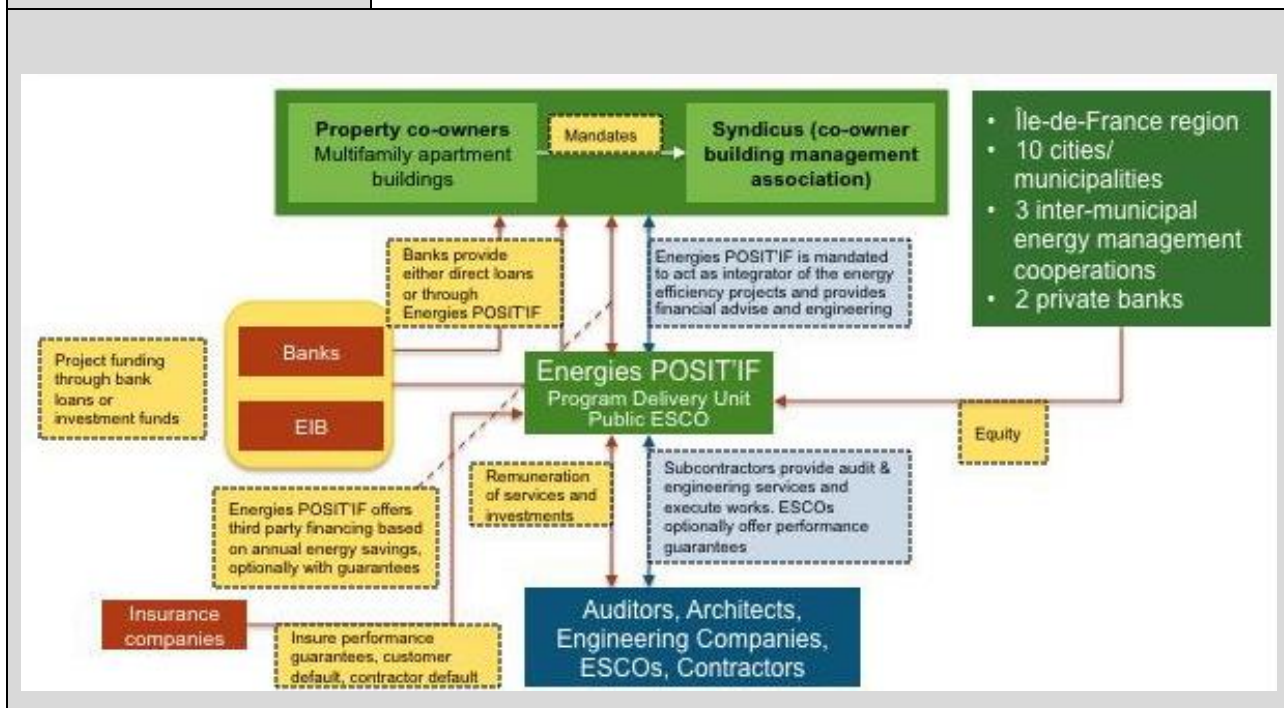 Property co-owners
Multifamily apartment
buildings
Mandates
Syndicus (co-owner
building management
association)
• Île-de-France region
• 10 cities/
municipalities
• 3 inter-municipal
energy management
cooperations
• 2 private banks
Banks provide
either direct loans
or through
Energies POSIT'IF
Energies POSIT'IF is mandated
to act as integrator of the energy
efficiency projects and provides
financial advise and engineering
Project funding
through bank
loans or
investment funds
Banks
EIB
Energies POSIT'IF
Program Delivery Unit
Public ESCO
Equity
Energies POSIT'IF offers
third party financing based
on annual energy savings,
optionally with guarantees
Remuneration
of services and
investments
Subcontractors provide audit &
engineering services and
execute works. ESCOs
optionally offer performance
guarantees
Insurance
companies
Insure performance
guarantees, customer
default, contractor default
Auditors, Architects,
Engineering Companies,
ESCOs, Contractors